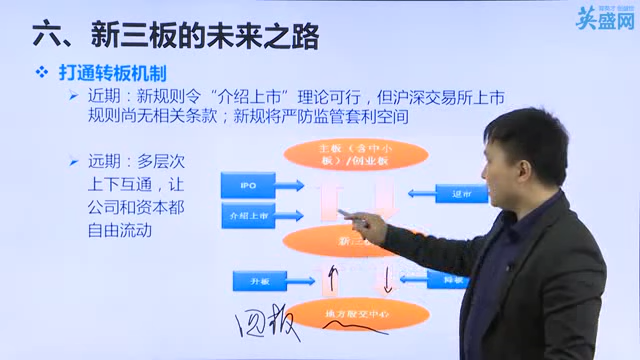 英盛网
六、新三板的未来之路
打通转板机制
近期：新规则令“介绍上市”理论可行，但沪深交易所上市
规则尚无相关条款；新规将严防监管套利空间
远期：多层次
上下互通，让
公司和资本都
自由流动
主板（含中小
板）/创业板
IPO
退市
介绍上市
新
升板
降板
地方股交中心
四板